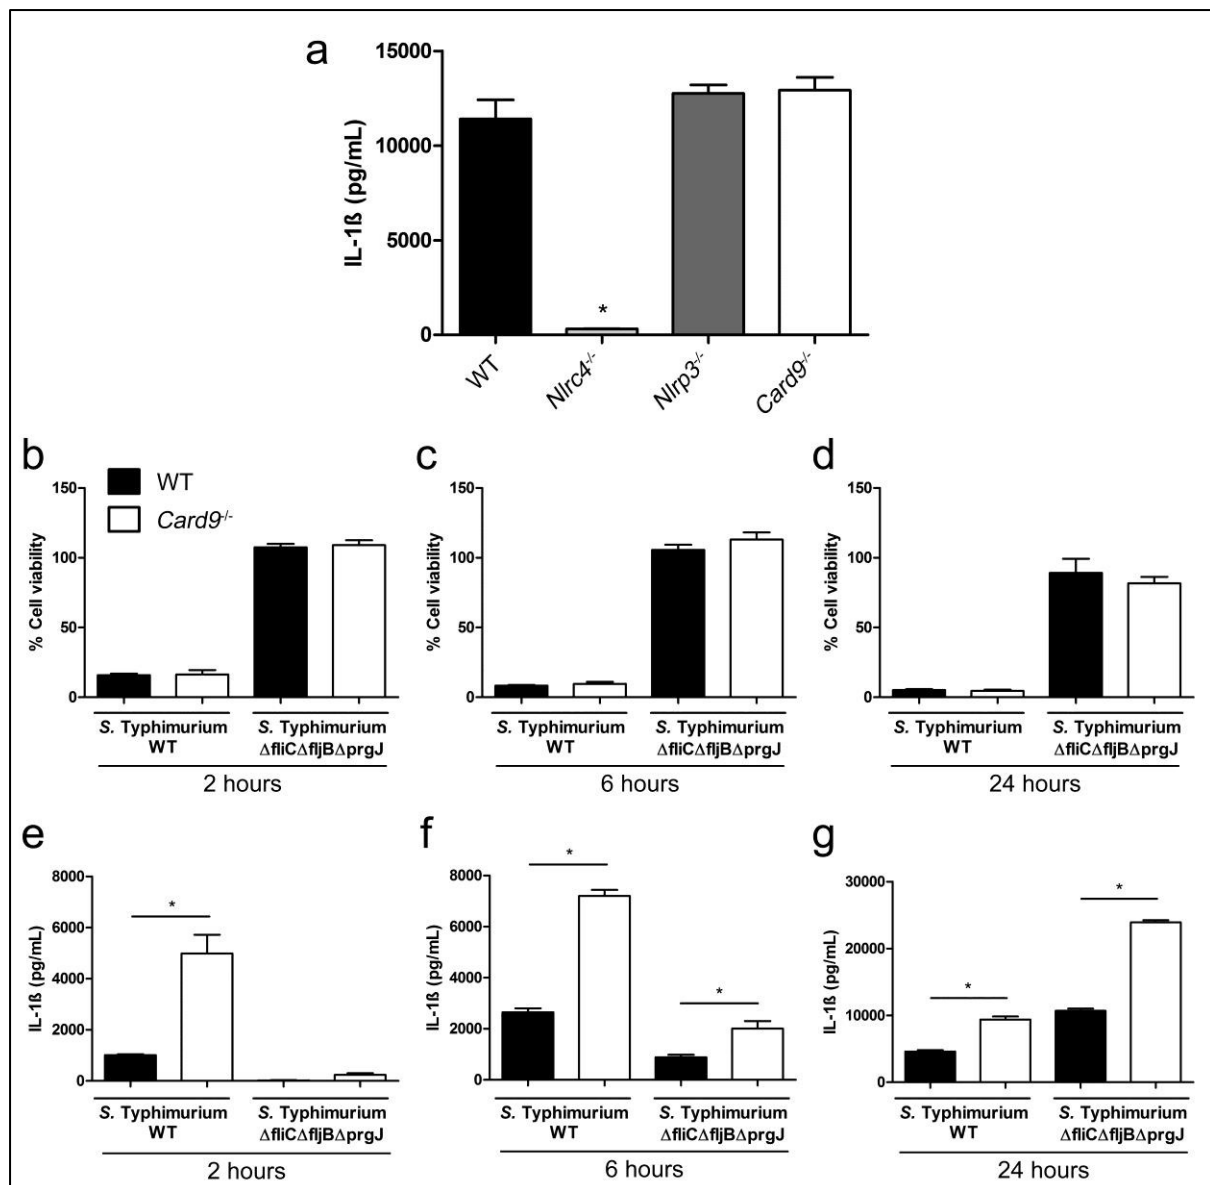 a
15000
10000
5000
0
IL-1ß (pg/mL)
*
WT
Nlrc4-/-
Nlrp3-/-
Card9-/-
b
WT
Card9-/-
150
100
50
0
% Cell viability
S. Typhimurium
WT
S. Typhimurium
ΔfliCΔfljBΔprgJ
2 hours
c
150
100
50
0
% Cell viability
S. Typhimurium
WT
S. Typhimurium
ΔfliCΔfljBΔprgJ
6 hours
d
150
100
50
0
% Cell viability
S. Typhimurium
WT
S. Typhimurium
ΔfliCΔfljBΔprgJ
24 hours
e
8000
6000
4000
2000
0
IL-1ß (pg/mL)
*
S. Typhimurium
WT
S. Typhimurium
ΔfliCΔfljBΔprgJ
2 hours
f
8000
6000
4000
2000
0
IL-1ß (pg/mL)
*
*
S. Typhimurium
WT
S. Typhimurium
ΔfliCΔfljBΔprgJ
6 hours
g
30000
20000
10000
0
IL-1ß (pg/mL)
*
*
S. Typhimurium
WT
S. Typhimurium
ΔfliCΔfljBΔprgJ
24 hours